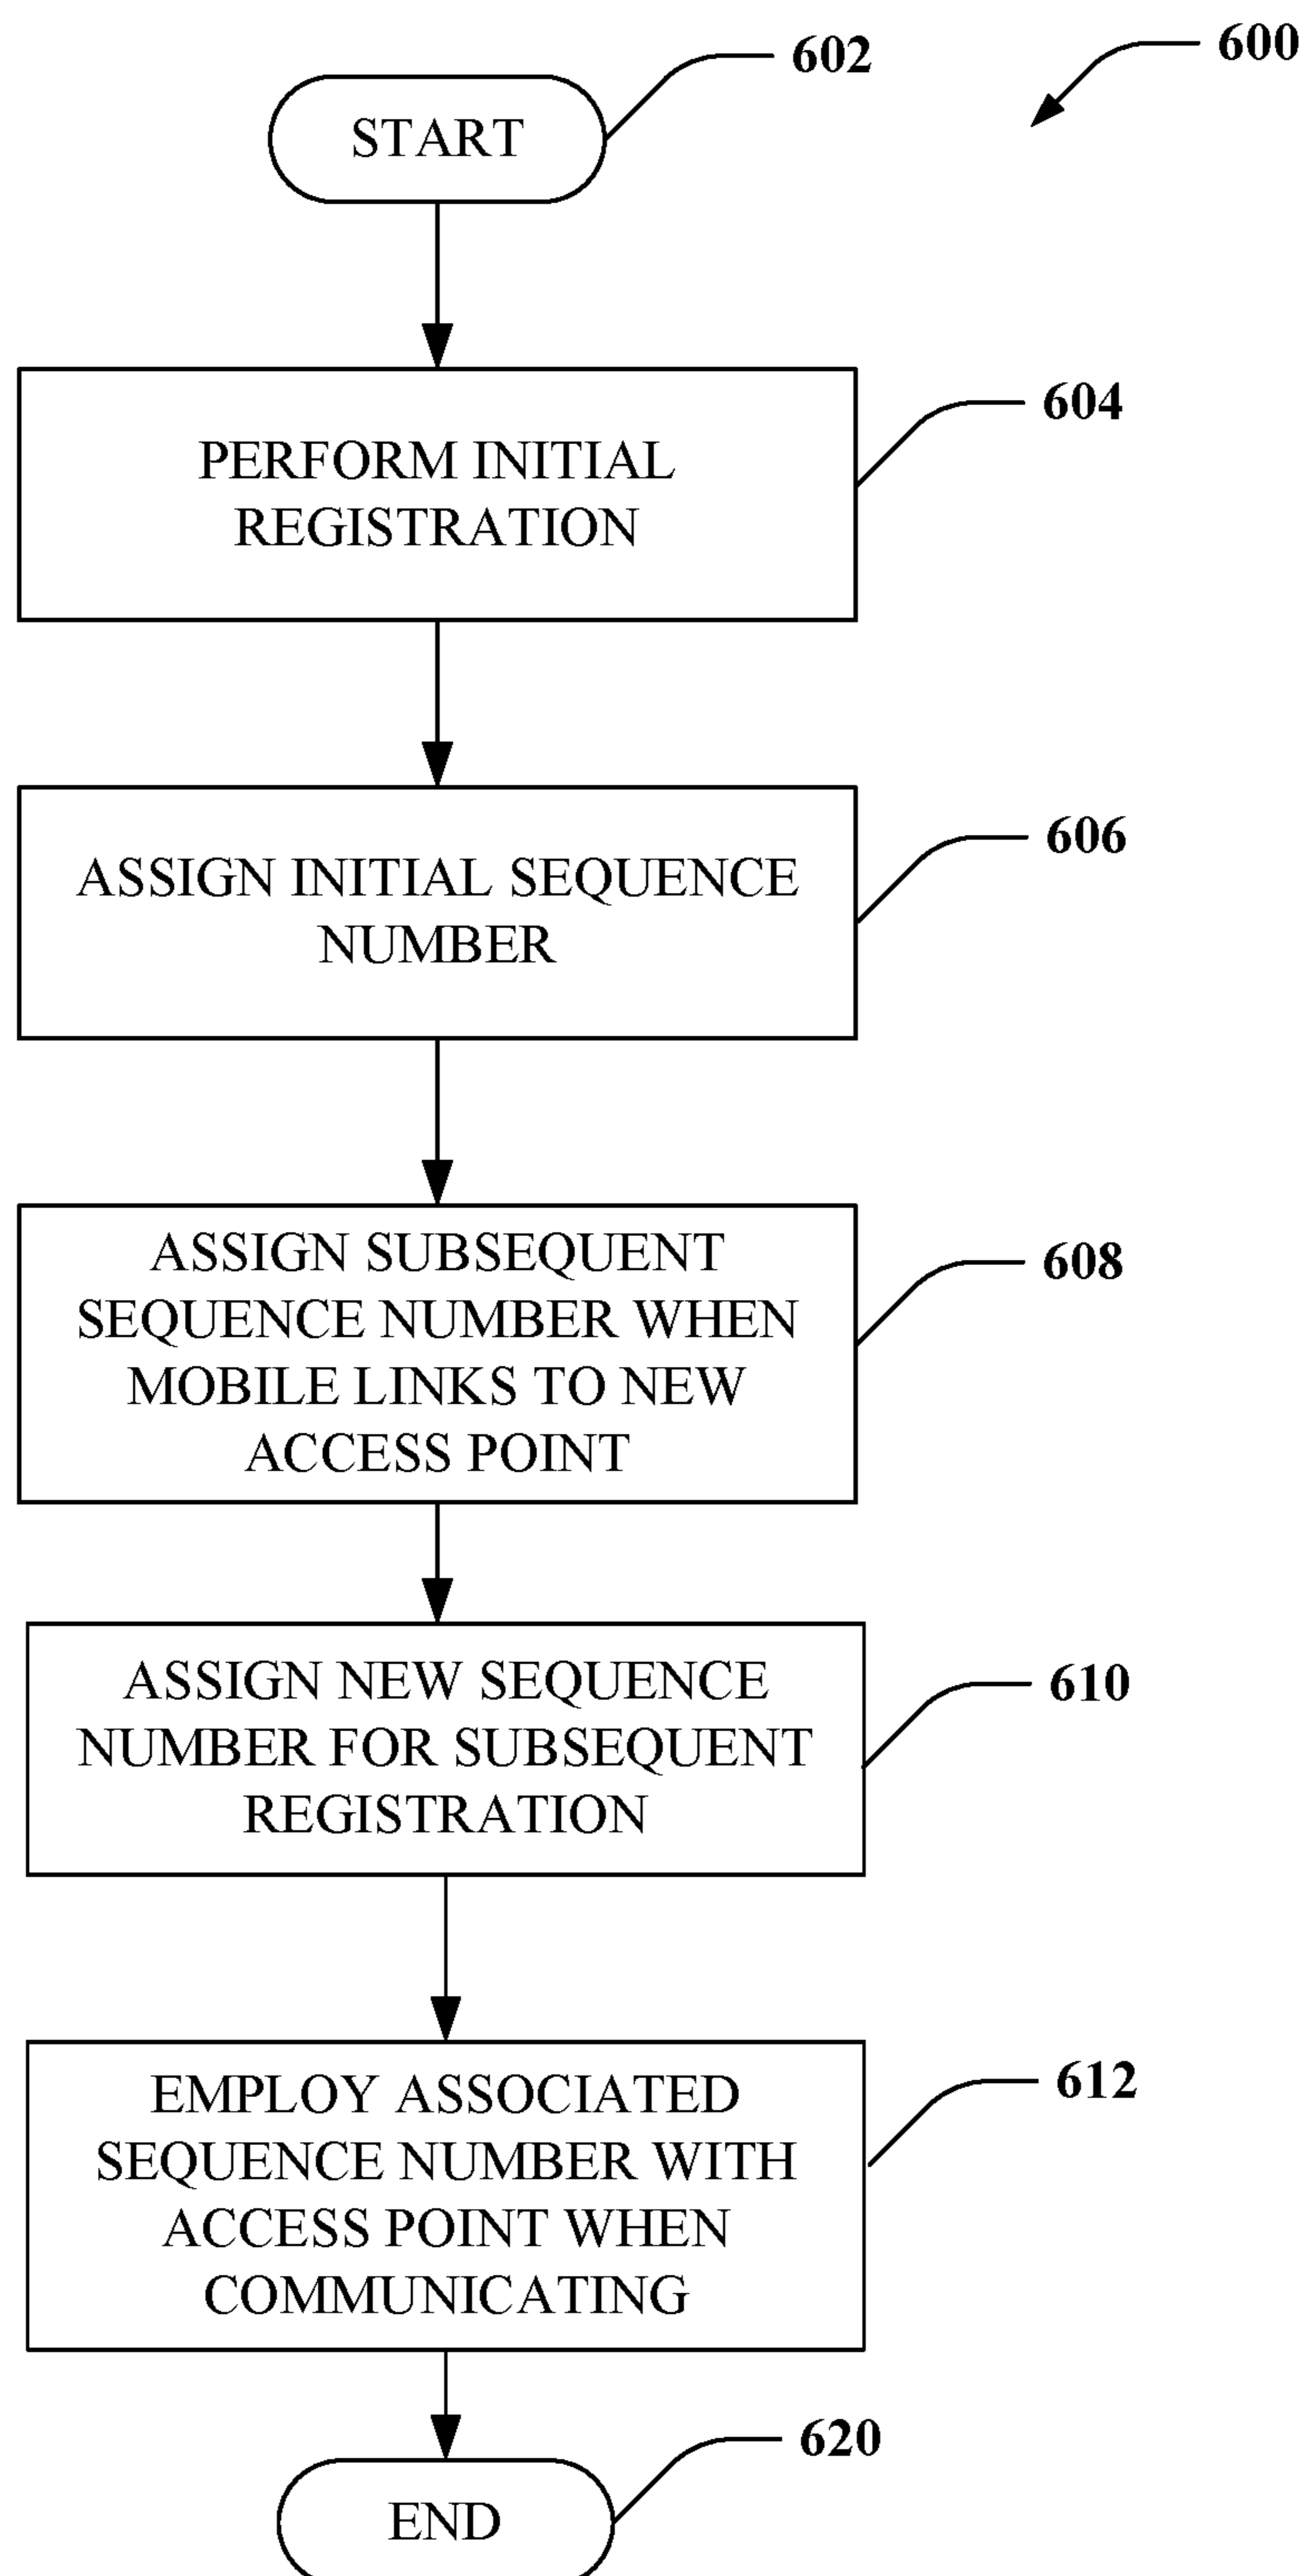 602
600
START
604
PERFORM INITIAL
REGISTRATION
606
ASSIGN INITIAL SEQUENCE
NUMBER
608
ASSIGN SUBSEQUENT
SEQUENCE NUMBER WHEN
MOBILE LINKS TO NEW
ACCESS POINT
610
ASSIGN NEW SEQUENCE
NUMBER FOR SUBSEQUENT
REGISTRATION
612
EMPLOY ASSOCIATED
SEQUENCE NUMBER WITH
ACCESS POINT WHEN
COMMUNICATING
620
END